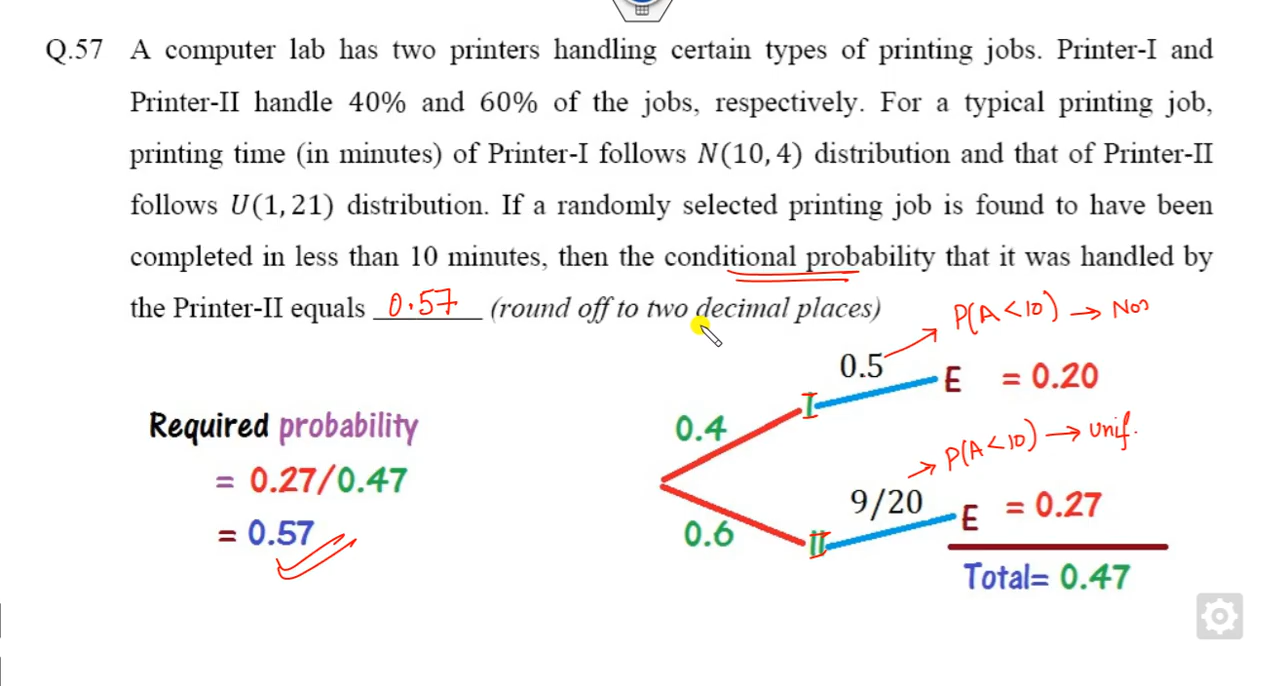 Q.57 A computer lab has two printers handling certain types of printing jobs. Printer-I and
Printer-II handle 40% and 60% of the jobs, respectively. For a typical printing job,
printing time (in minutes) of Printer-I follows N(10, 4) distribution and that of Printer-II
follows U(1, 21) distribution. If a randomly selected printing job is found to have been
completed in less than 10 minutes, then the conditional probability that it was handled by
the Printer-II equals 0.57 (round off to two decimal places)
P(A<10) → Nor
0.5
E = 0.20
I
0.4
Required probability
= 0.27/0.47
= 0.57
P(A<10) → Unif.
9/20
E = 0.27
0.6
II
Total= 0.47